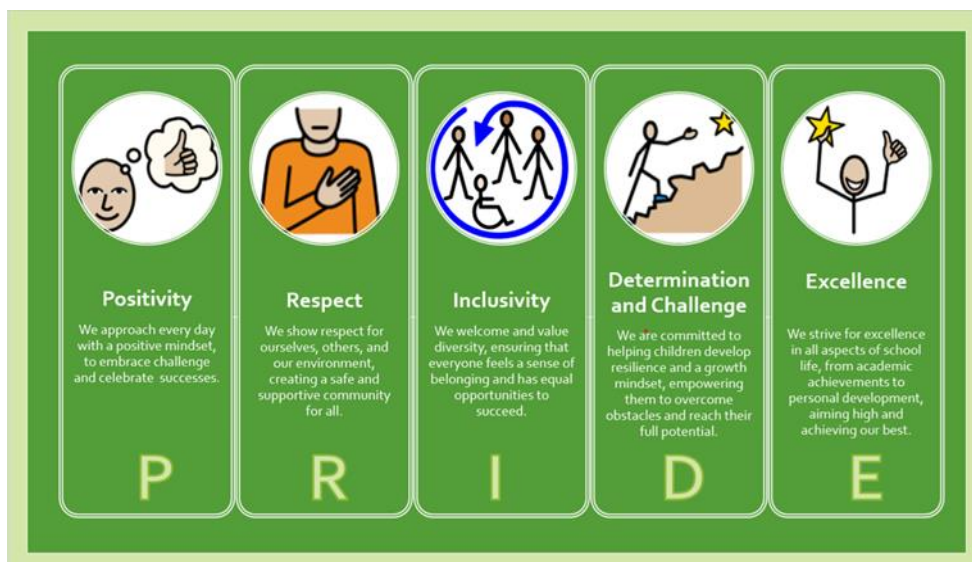 Positivity
We approach every day
with a positive mindset,
to embrace challenge
and celebrate successes.
P
Respect
We show respect for
ourselves, others, and
our environment,
creating a safe and
supportive community
for all.
R
Inclusivity
We welcome and value
diversity, ensuring that
everyone feels a sense of
belonging and has equal
opportunities to
succeed.
I
Determination
and Challenge
We are committed to
helping children develop
resilience and a growth
mindset, empowering
them to overcome
obstacles and reach their
full potential.
D
Excellence
We strive for excellence
in all aspects of school
life, from academic
achievements to
personal development,
aiming high and
achieving our best.
E